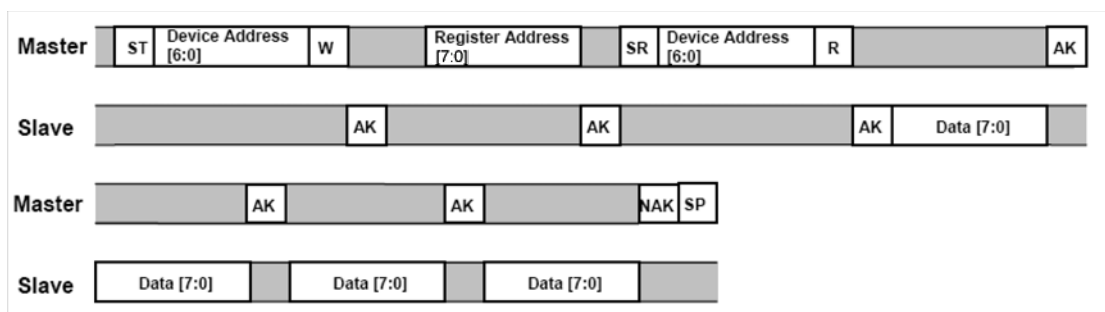 Master ST Device Address [6:0] W Register Address [7:0] SR Device Address [6:0] R AK
Slave AK AK AK Data [7:0]
Master AK AK NAK SP
Slave Data [7:0] Data [7:0] Data [7:0]